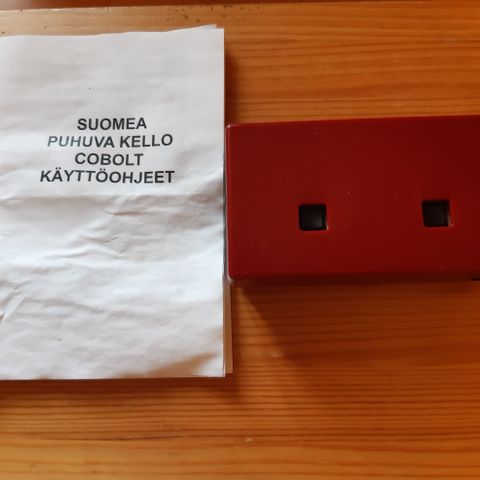 SUOMEA
PUHUVA KELLO
COBOLT
KÄYTTÖOHJEET